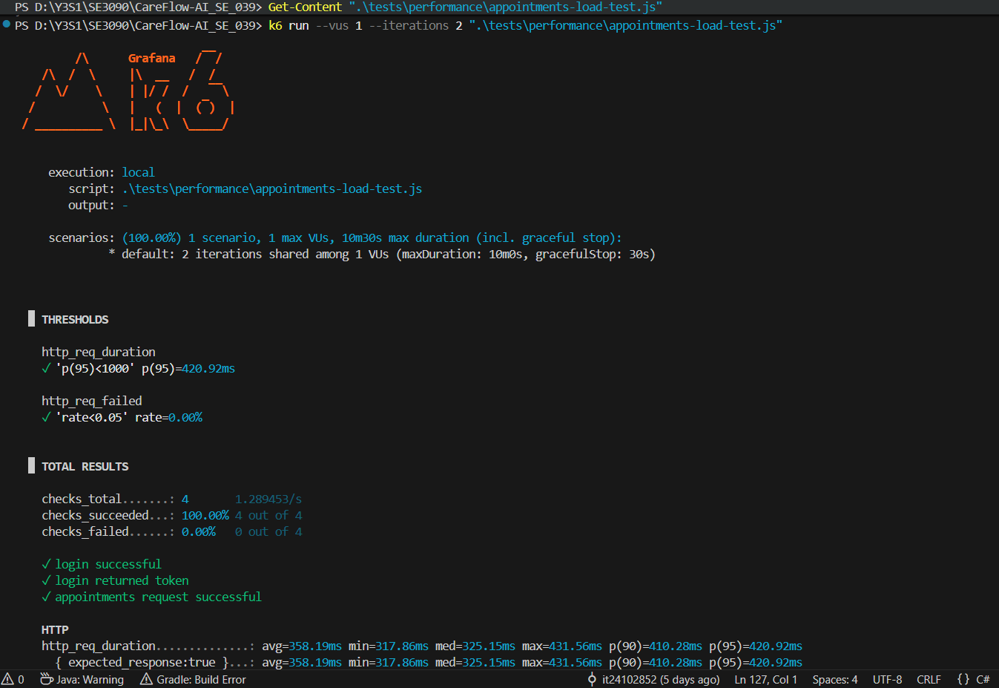 PS D:\Y3S1\SE3090\CareFlow-AI_SE_039> Get-Content ".\tests\performance\appointments-load-test.js"
PS D:\Y3S1\SE3090\CareFlow-AI_SE_039> k6 run --vus 1 --iterations 2 ".\tests\performance\appointments-load-test.js"
Grafana
k6
execution: local
script: .\tests\performance\appointments-load-test.js
output: -
scenarios: (100.00%) 1 scenario, 1 max VUs, 10m30s max duration (incl. graceful stop):
* default: 2 iterations shared among 1 VUs (maxDuration: 10m0s, gracefulStop: 30s)
THRESHOLDS
http_req_duration
✓ 'p(95)<1000' p(95)=420.92ms
http_req_failed
✓ 'rate<0.05' rate=0.00%
TOTAL RESULTS
checks_total.......: 4 1.289453/s
checks_succeeded...: 100.00% 4 out of 4
checks_failed......: 0.00% 0 out of 4
✓ login successful
✓ login returned token
✓ appointments request successful
HTTP
http_req_duration..............: avg=358.19ms min=317.86ms med=325.15ms max=431.56ms p(90)=410.28ms p(95)=420.92ms
{ expected_response:true }...: avg=358.19ms min=317.86ms med=325.15ms max=431.56ms p(90)=410.28ms p(95)=420.92ms
0 Java: Warning Gradle: Build Error it24102852 (5 days ago) Ln 127, Col 1 Spaces: 4 UTF-8 CRLF {} C#